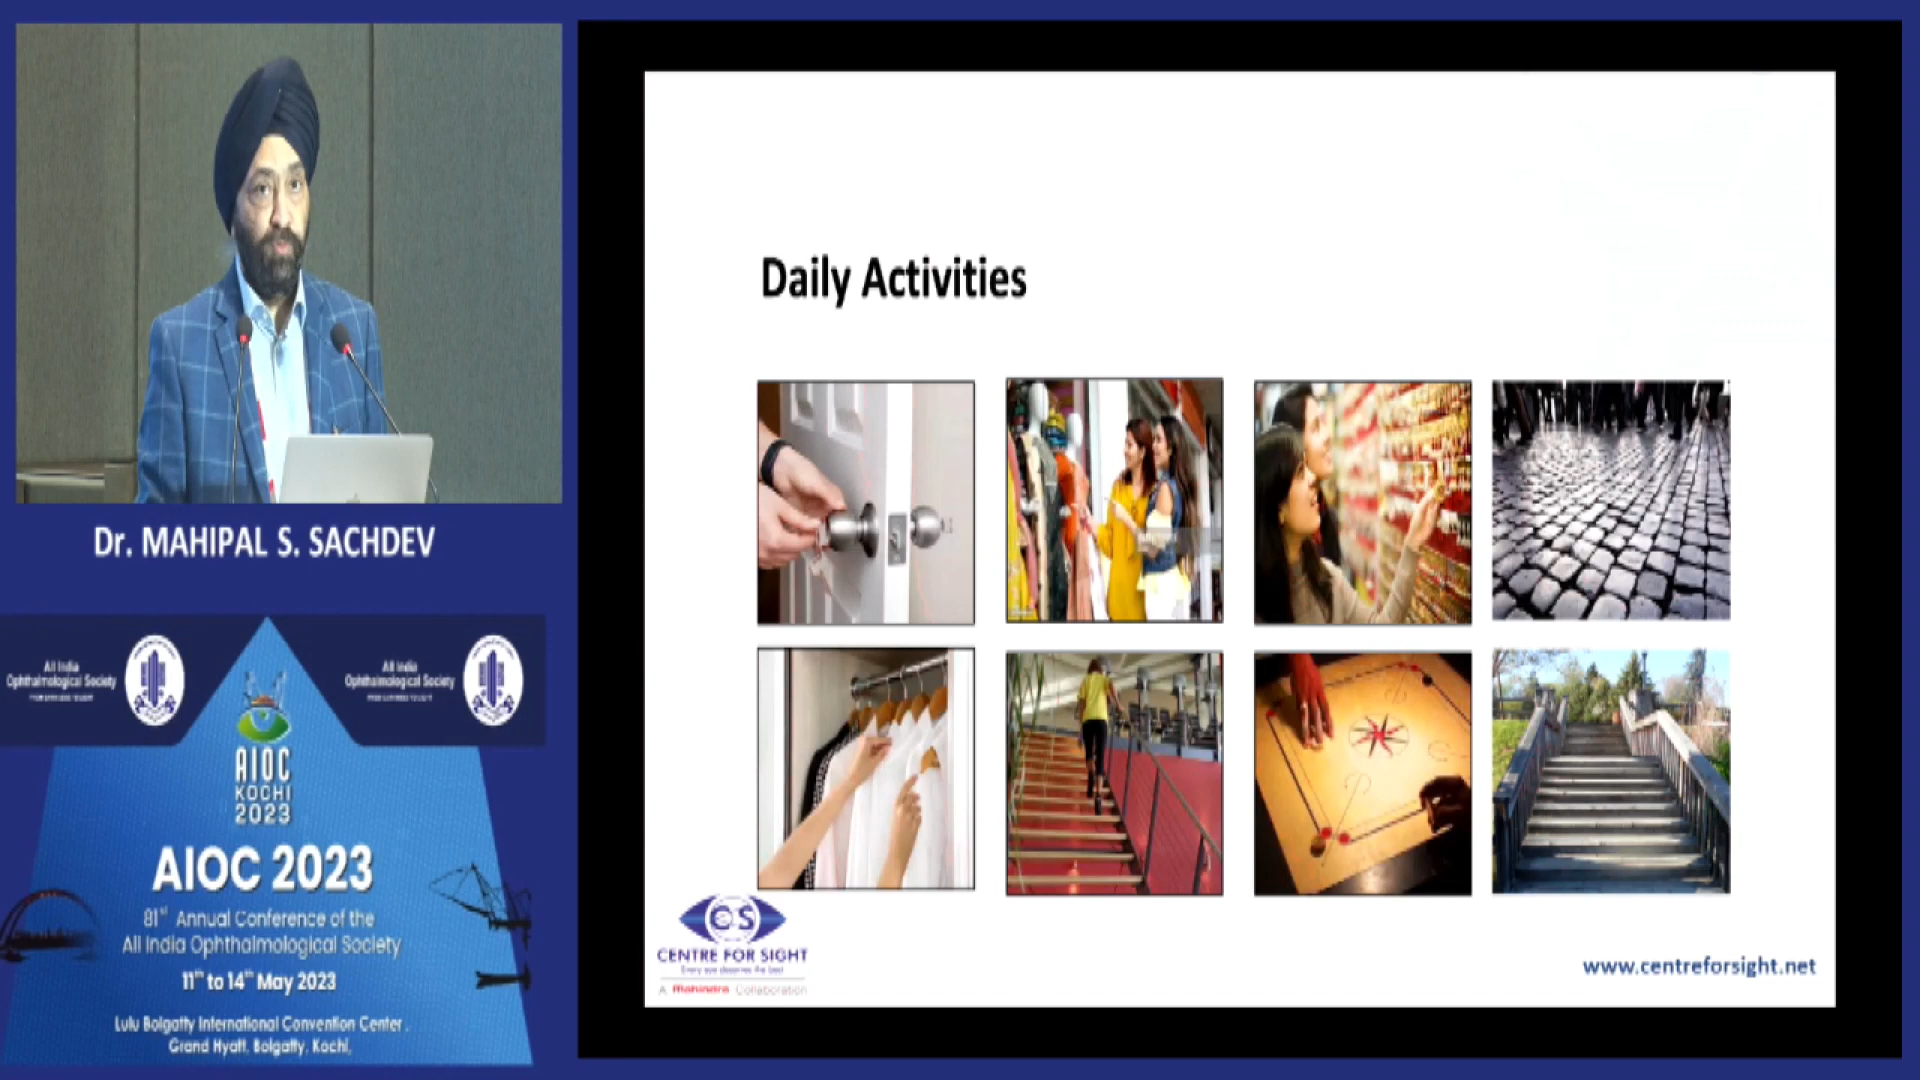 Dr. MAHIPAL S. SACHDEV
All India
Ophthalmological Society
All India
Ophthalmological Society
AIOC
KOCHI
2023
AIOC 2023
81st Annual Conference of the
All India Ophthalmological Society
11th to 14th May 2023
Lulu Bolgatty International Convention Center,
Grand Hyatt, Bolgatty, Kochi,
Daily Activities
CS
CENTRE FOR SIGHT
Every eye deserves the best
A Mahindra Collaboration
www.centreforsight.net